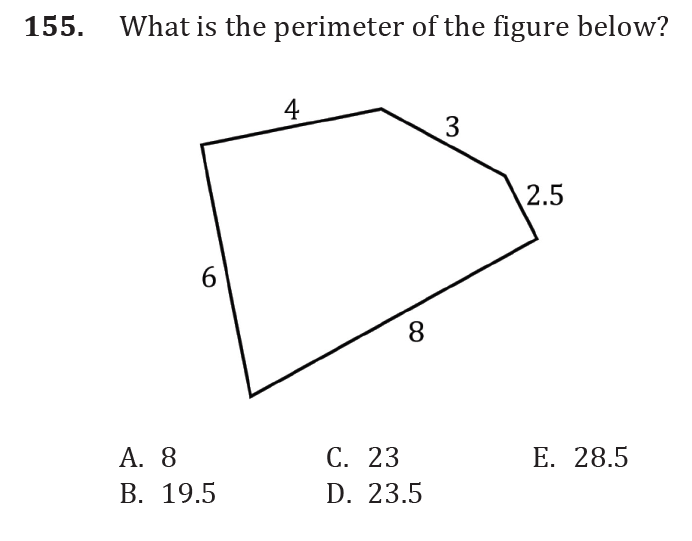 155. What is the perimeter of the figure below?
4
3
2.5
6
8
A. 8 C. 23 E. 28.5
B. 19.5 D. 23.5